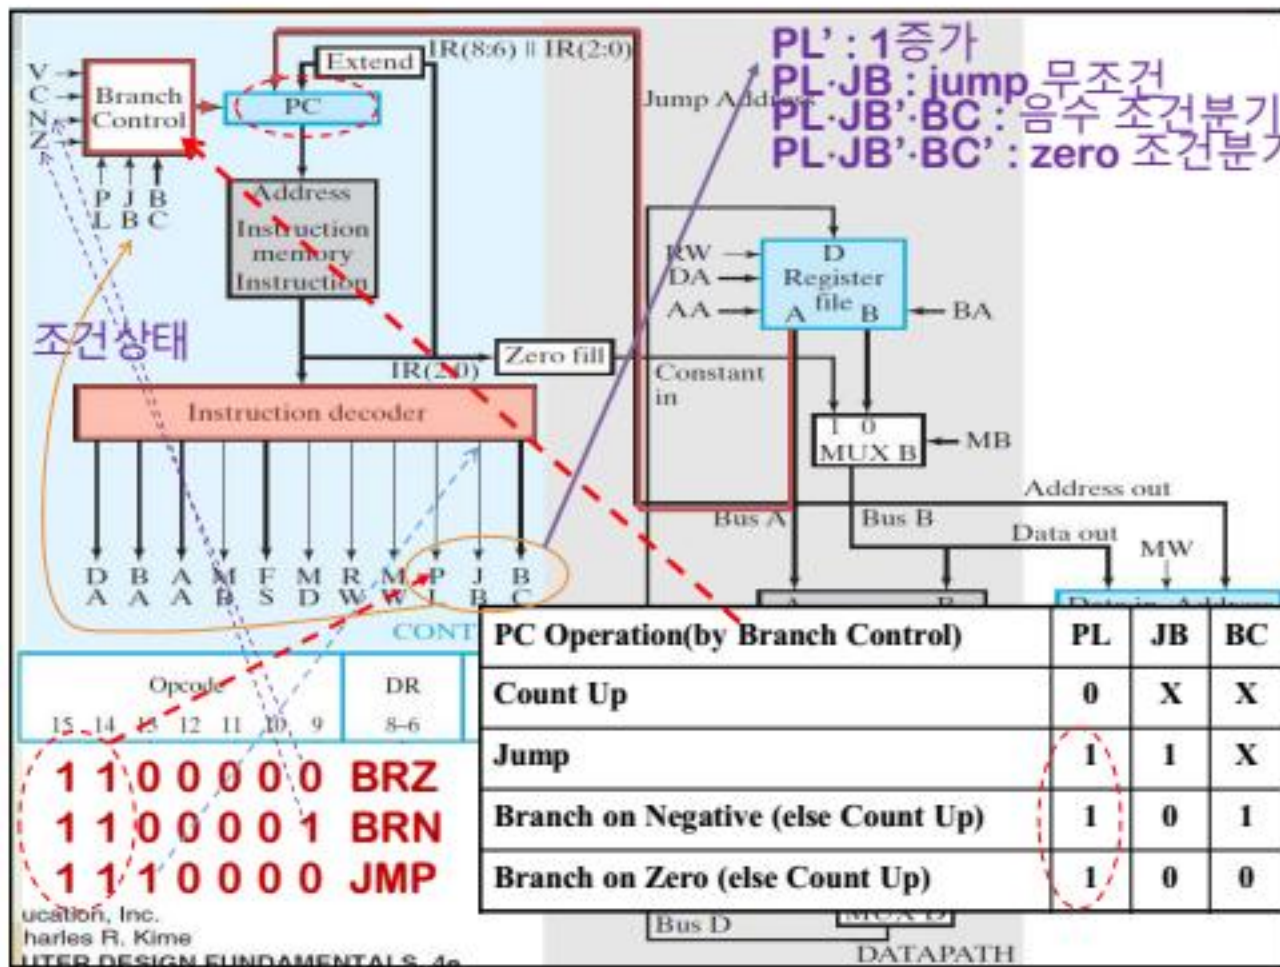 PL' : 1증가
PL·JB : jump 무조건
PL·JB'·BC : 음수 조건분기
PL·JB'·BC' : zero 조건분기
IR(8:6) || IR(2:0)
Extend
V
C
N
Z
Branch
Control
PC
Jump Address
P J B
L B C
Address
Instruction
memory
Instruction
RW
DA
AA
D
Register
file
A B
BA
조건상태
IR(2:0)
Zero fill
Constant
in
Instruction decoder
1 0
MUX B
MB
Address out
Bus A
Bus B
Data out
MW
D B A M F M R M P J B
A A A B S D W W L B C
CONT
PC Operation(by Branch Control) PL JB BC
Count Up 0 X X
Jump 1 1 X
Branch on Negative (else Count Up) 1 0 1
Branch on Zero (else Count Up) 1 0 0
Opcode DR
15 14 13 12 11 10 9 8–6
1 1 0 0 0 0 0 BRZ
1 1 0 0 0 0 1 BRN
1 1 1 0 0 0 0 JMP
ucation, Inc.
harles R. Kime
UTER DESIGN FUNDAMENTALS, 4e
Bus D
MUX D
DATAPATH